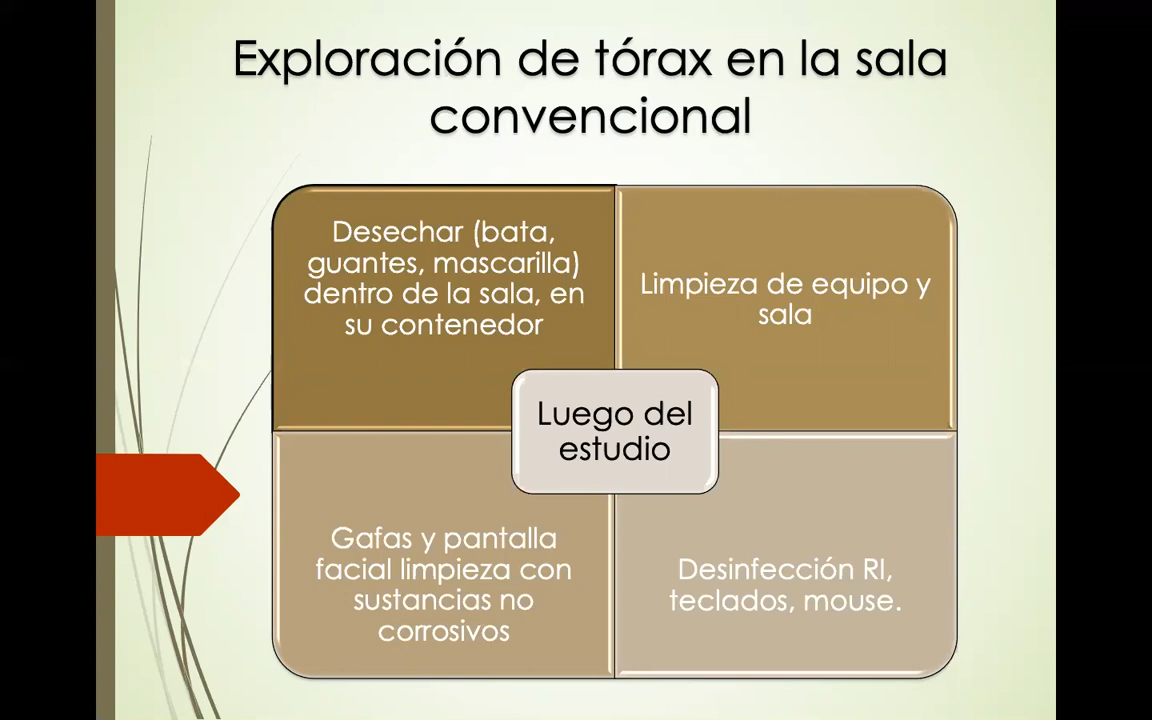 Exploración de tórax en la sala
convencional
Desechar (bata,
guantes, mascarilla)
dentro de la sala, en
su contenedor
Limpieza de equipo y
sala
Luego del
estudio
Gafas y pantalla
facial limpieza con
sustancias no
corrosivos
Desinfección RI,
teclados, mouse.